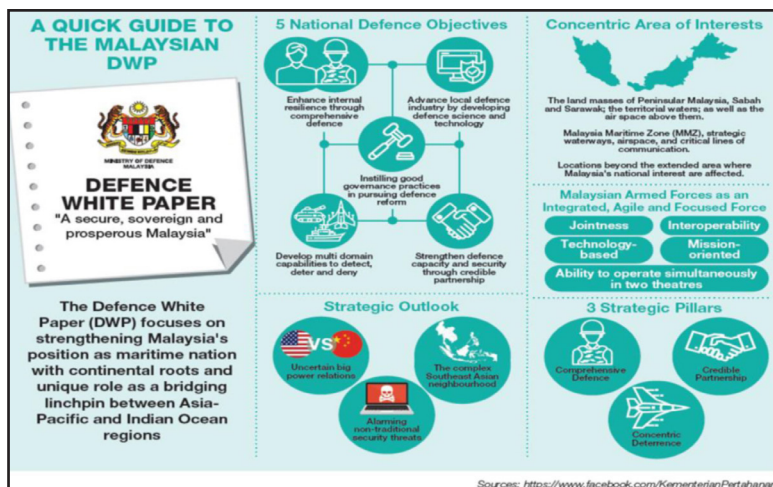 A QUICK GUIDE TO
THE MALAYSIAN
DWP
MINISTRY OF DEFENCE
MALAYSIA
DEFENCE
WHITE PAPER
"A secure, sovereign and
prosperous Malaysia"
The Defence White
Paper (DWP) focuses on
strengthening Malaysia's
position as maritime nation
with continental roots and
unique role as a bridging
linchpin between Asia-
Pacific and Indian Ocean
regions
5 National Defence Objectives
Enhance internal
resilience through
comprehensive
defence
Advance local defence
industry by developing
defence science and
technology
Instilling good
governance practices
in pursuing defence
reform
Develop multi domain
capabilities to detect,
deter and deny
Strengthen defence
capacity and security
through credible
partnership
Strategic Outlook
VS
Uncertain big
power relations
The complex
Southeast Asian
neighbourhood
Alarming
non-traditional
security threats
Concentric Area of Interests
The land masses of Peninsular Malaysia, Sabah
and Sarawak; the territorial waters; as well as the
air space above them.
Malaysia Maritime Zone (MMZ), strategic
waterways, airspace, and critical lines of
communication.
Locations beyond the extended area where
Malaysia's national interest are affected.
Malaysian Armed Forces as an
Integrated, Agile and Focused Force
Jointness
Interoperability
Technology-
based
Mission-
oriented
Ability to operate simultaneously
in two theatres
3 Strategic Pillars
Comprehensive
Defence
Credible
Partnership
Concentric
Deterrence
Sources: https://www.facebook.com/KementerianPertahanan